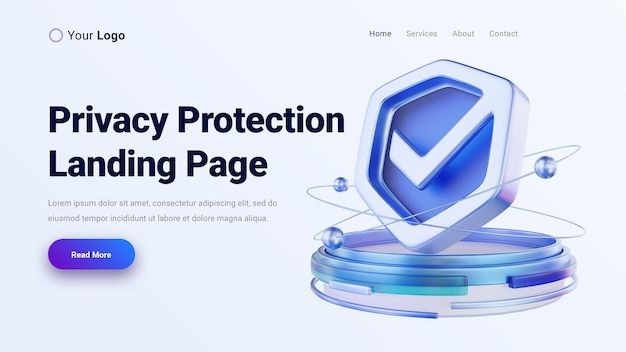 Your Logo
Home Services About Contact
Privacy Protection
Landing Page
Lorem ipsum dolor sit amet, consectetur adipiscing elit, sed do
eiusmod tempor incididunt ut labore et dolore magna aliqua.
Read More